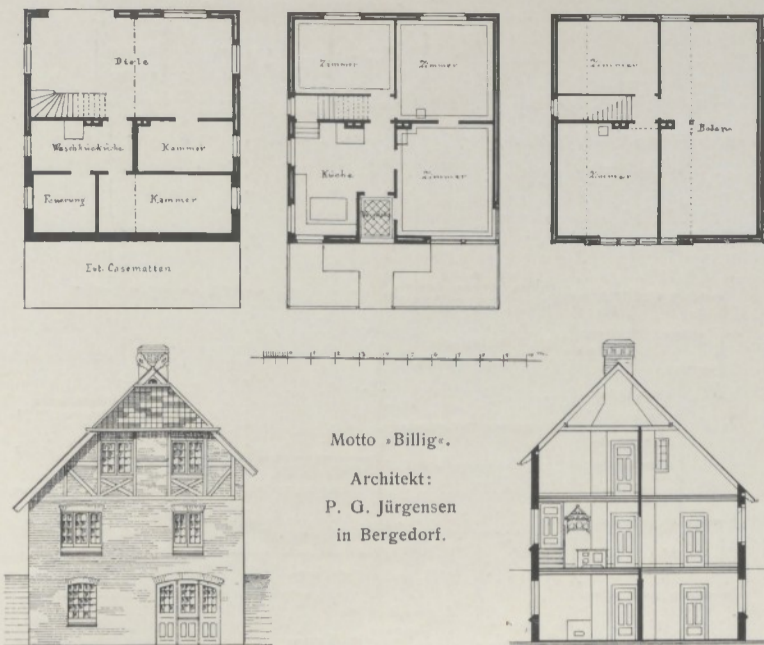 Diele
Waschküche
Kammer
Feuerung
Kammer
Evt. Casematten
Zimmer
Zimmer
Küche
Zimmer
Zimmer
Boden
Zimmer
Motto »Billig«.
Architekt:
P. G. Jürgensen
in Bergedorf.